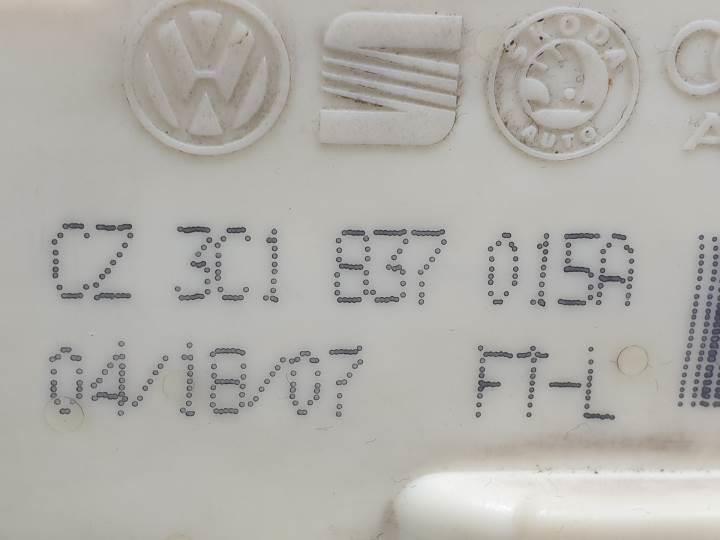 ŠKODA
AUTO
CZ 3C1 837 015A
04/18/07 FT-L